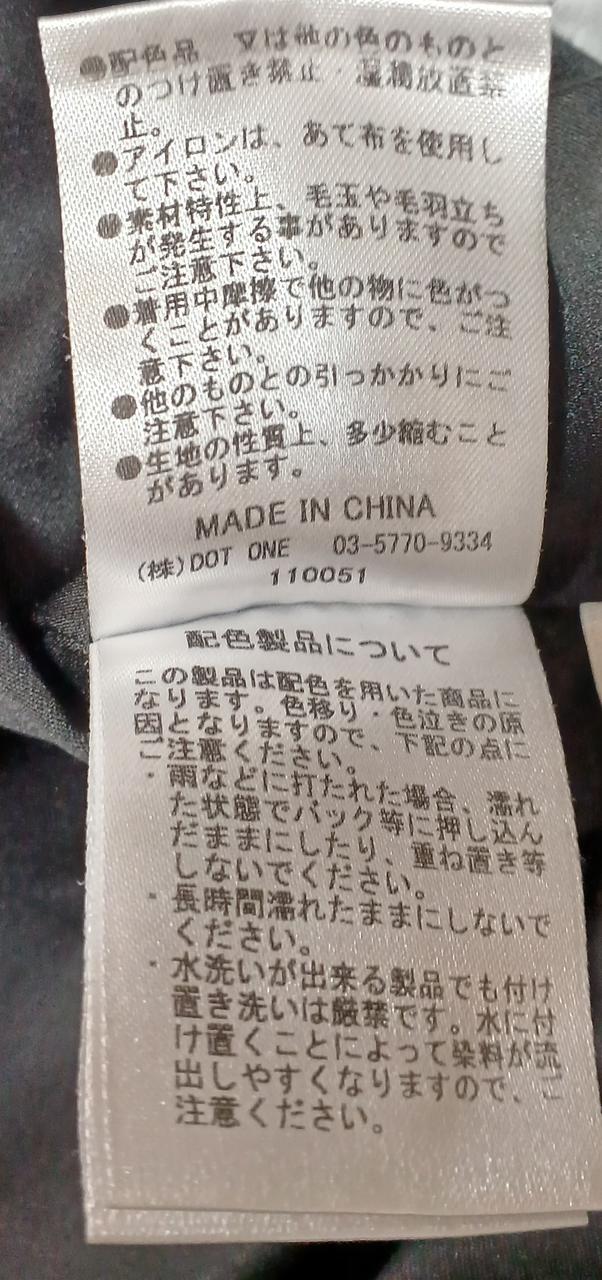 ●配色品 又は他の色のものと
のつけ置き禁止・湿潤放置禁
止。
●アイロンは、あて布を使用し
て下さい。
●素材特性上、毛玉や毛羽立ち
が発生する事がありますので
ご注意下さい。
●着用中摩擦で他の物に色がつ
くことがありますので、ご注
意下さい。
●他のものとの引っかかりにご
注意下さい。
●生地の性質上、多少縮むこと
があります。
MADE IN CHINA
(株)DOT ONE 03-5770-9334
110051
配色製品について
この製品は配色を用いた商品に
なります。色移り・色泣きの原
因となりますので、下記の点に
ご注意ください。
・雨などに打たれた場合、濡れ
た状態でバック等に押し込ん
だままにしたり、重ね置き等
しないでください。
・長時間濡れたままにしないで
ください。
・水洗いが出来る製品でも付け
置き洗いは厳禁です。水に付
け置くことによって染料が流
出しやすくなりますので、ご
注意ください。